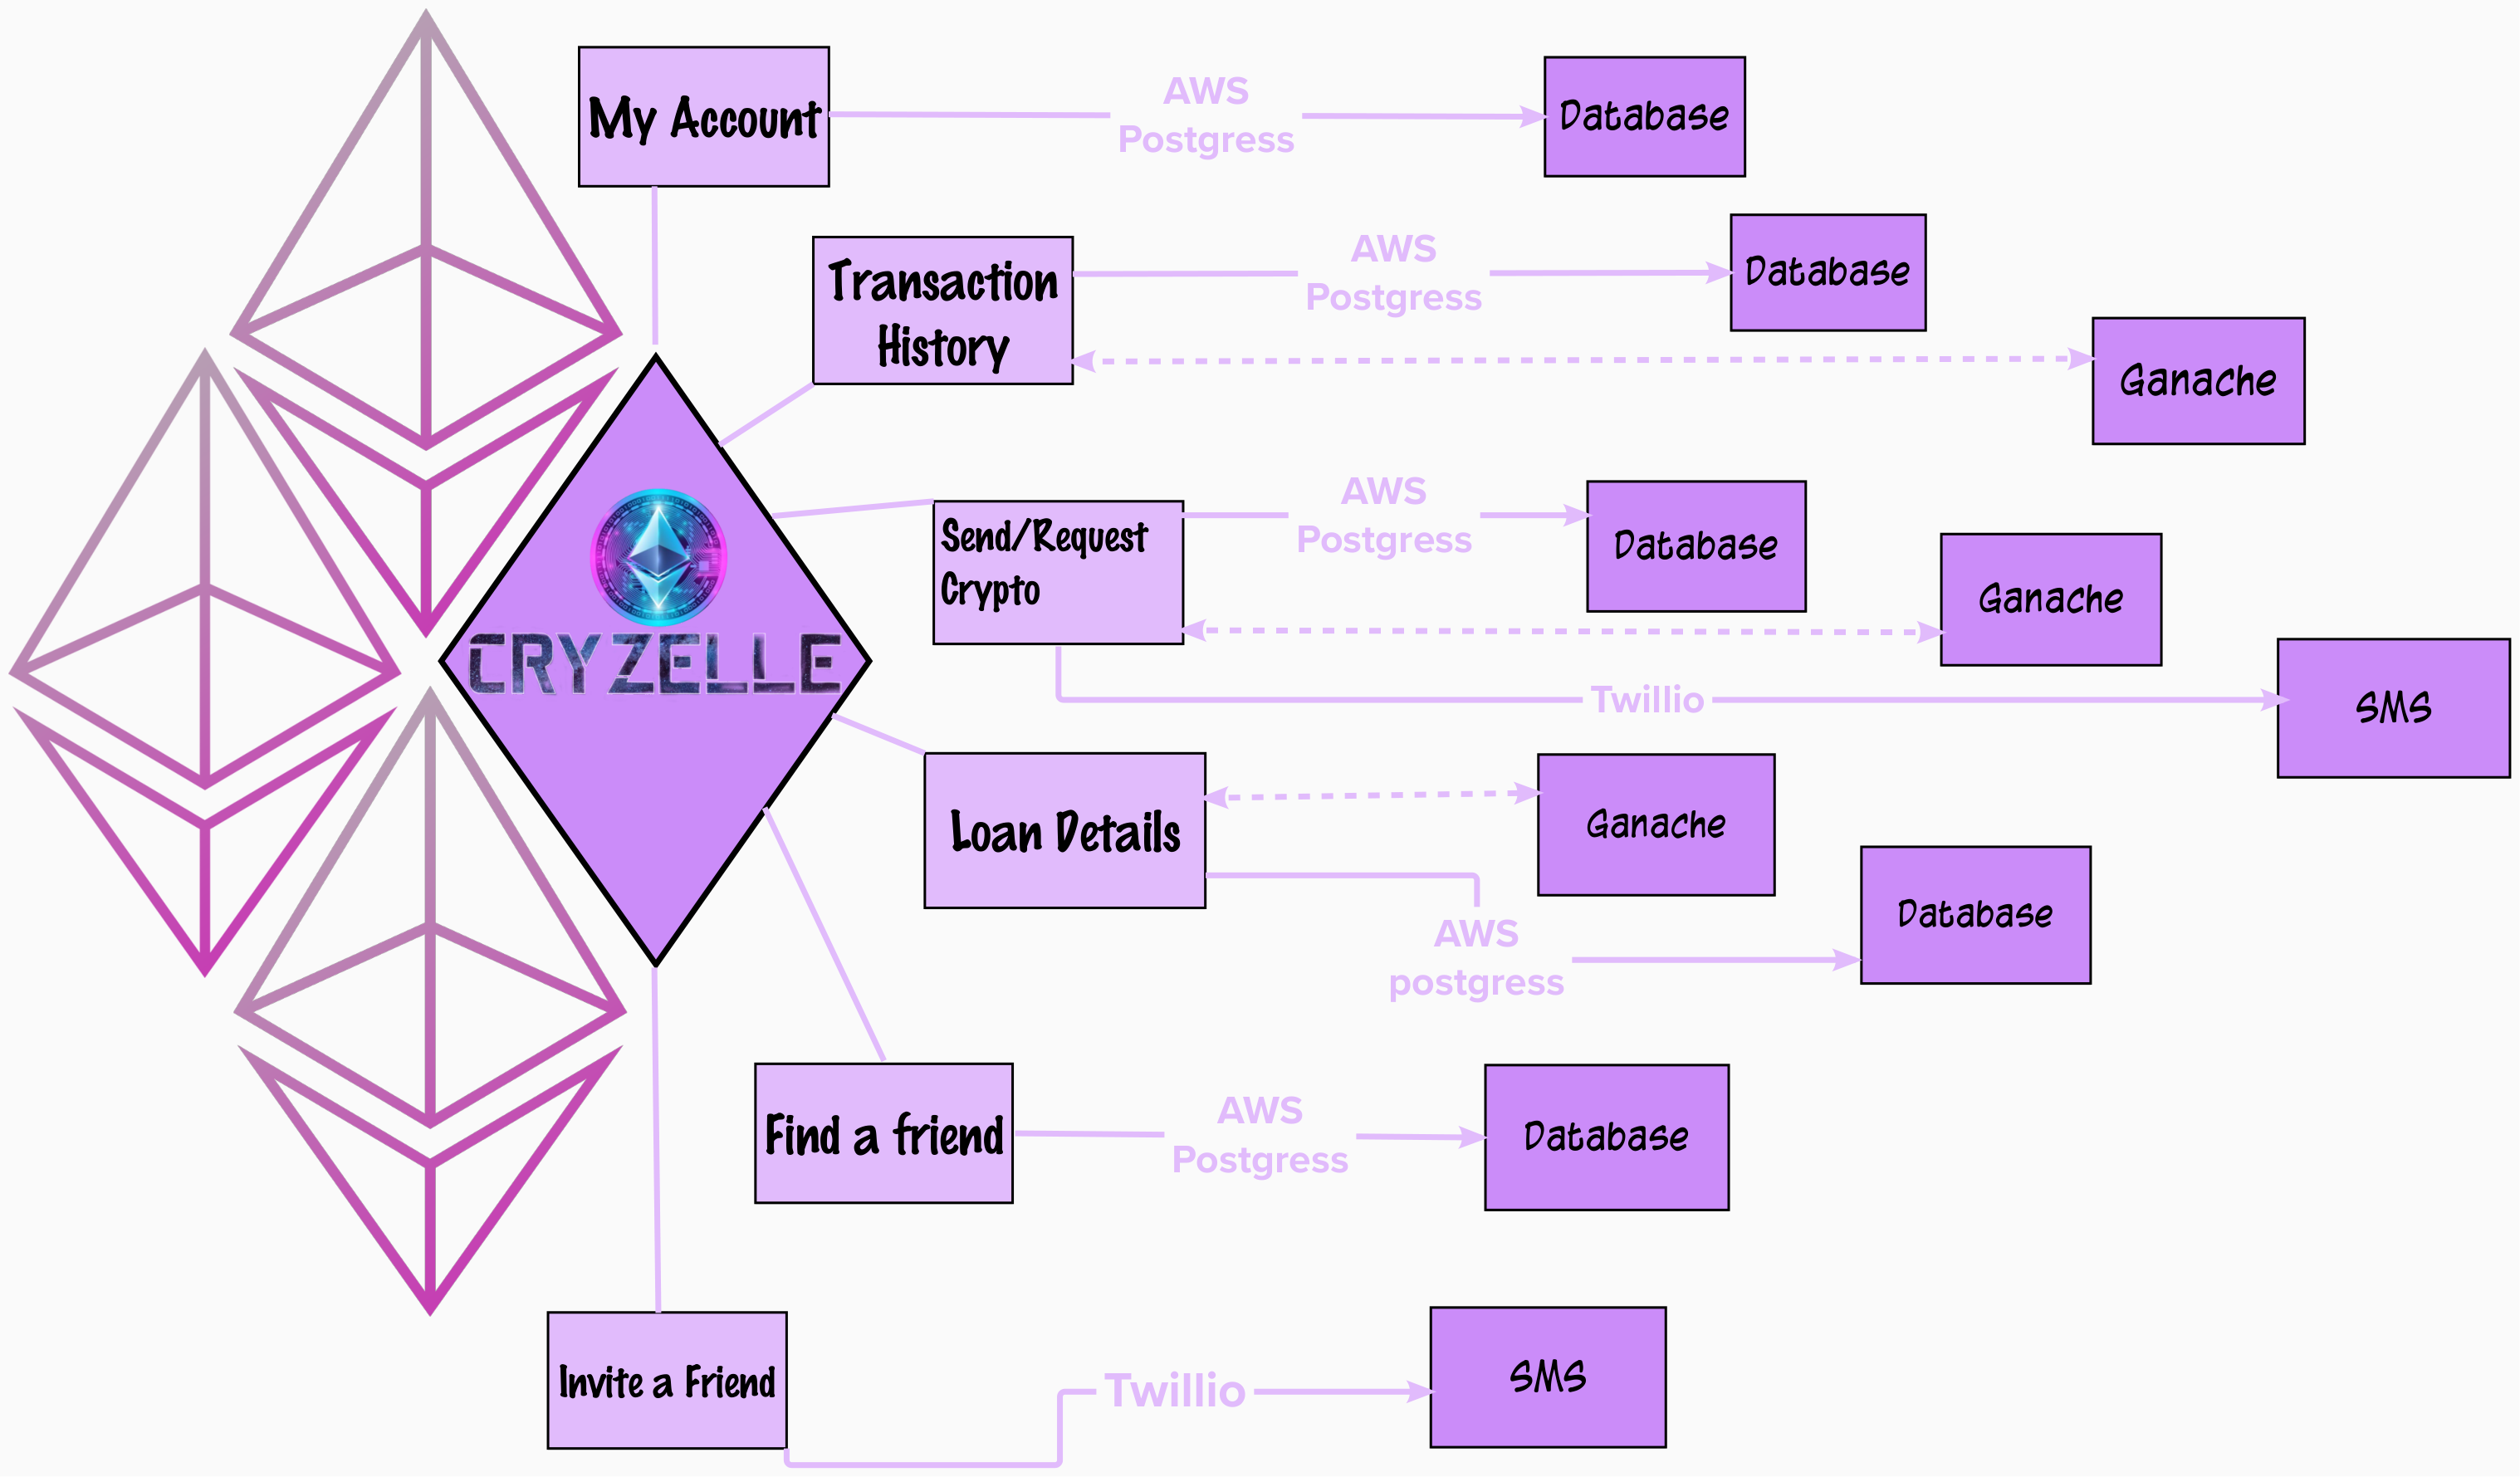 My Account
AWS
Postgress
Database
Transaction
History
AWS
Postgress
Database
Ganache
CRYZELLE
Send/Request
Crypto
AWS
Postgress
Database
Ganache
Twillio
SMS
Loan Details
Ganache
AWS
postgress
Database
Find a friend
AWS
Postgress
Database
Invite a Friend
Twillio
SMS